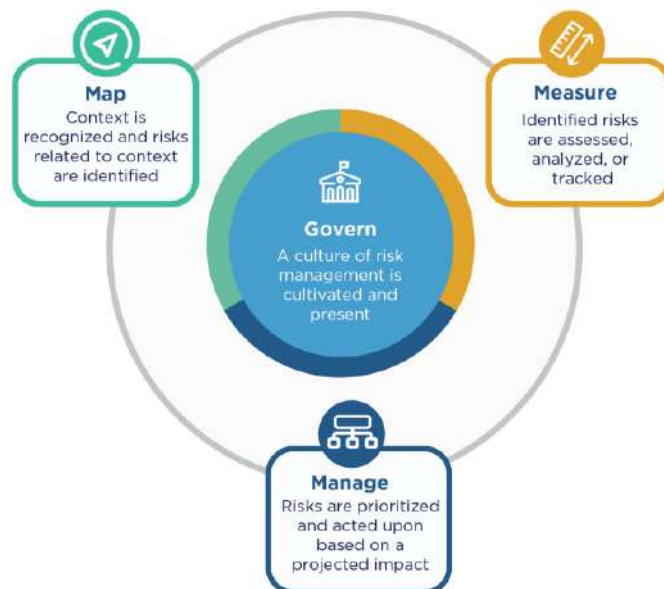 Map
Context is
recognized and risks
related to context
are identified
Measure
Identified risks
are assessed,
analyzed, or
tracked
Govern
A culture of risk
management is
cultivated and
present
Manage
Risks are prioritized
and acted upon
based on a
projected impact